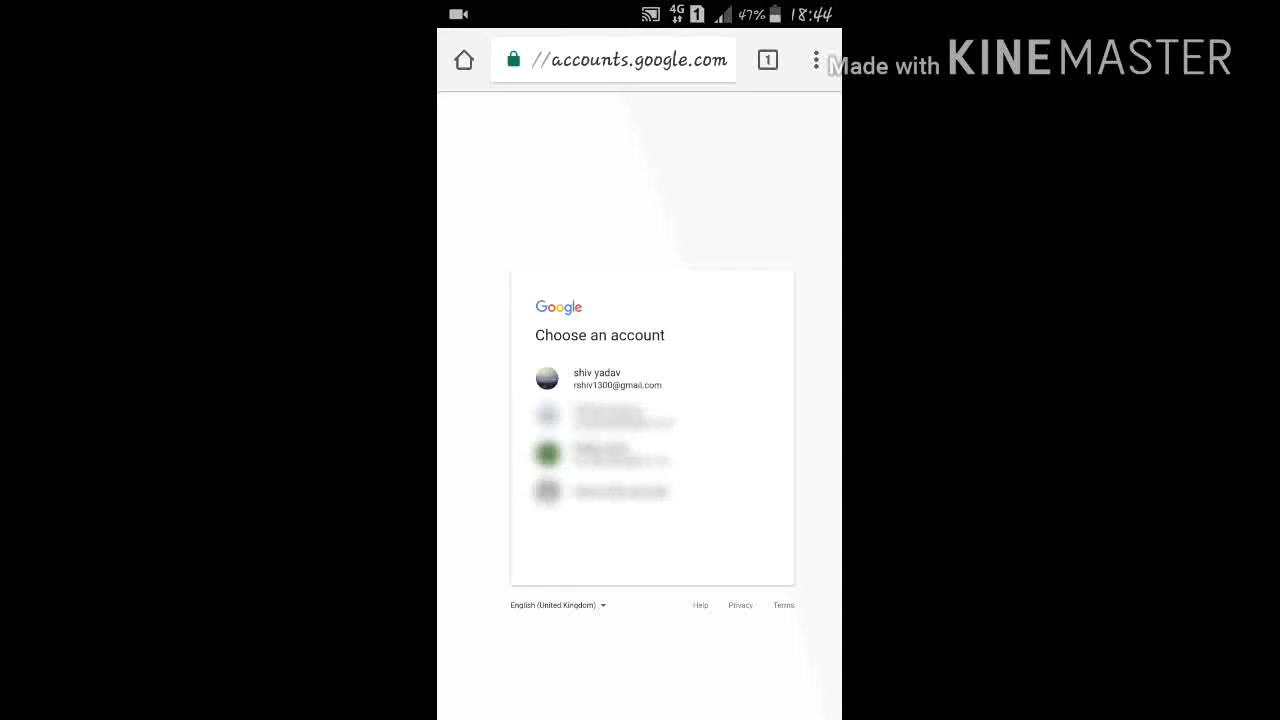 4G 1 47% 18:44
//accounts.google.com 1
Made with KINEMASTER
Google
Choose an account
shiv yadav
rshiv1300@gmail.com
English (United Kingdom) Help Privacy Terms